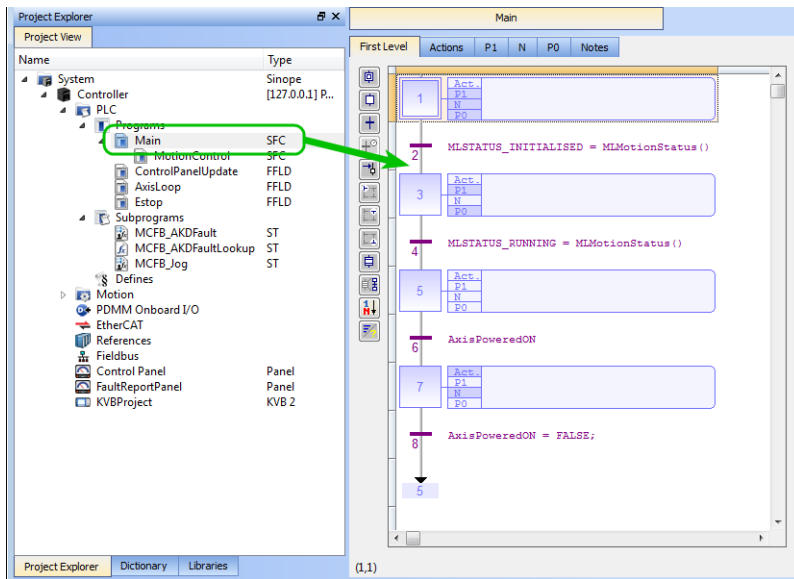 Project Explorer
Project View
Name Type
System Sinope
Controller [127.0.0.1] P...
PLC
Programs
Main SFC
MotionControl SFC
ControlPanelUpdate FFLD
AxisLoop FFLD
Estop FFLD
Subprograms
MCFB_AKDFault ST
MCFB_AKDFaultLookup ST
MCFB_Jog ST
Defines
Motion
PDMM Onboard I/O
EtherCAT
References
Fieldbus
Control Panel Panel
FaultReportPanel Panel
KVBProject KVB 2
Project Explorer Dictionary Libraries
Main
First Level Actions P1 N P0 Notes
1
Act.
P1
N
P0
2 MLSTATUS_INITIALISED = MLMotionStatus()
3
Act.
P1
N
P0
4 MLSTATUS_RUNNING = MLMotionStatus()
5
Act.
P1
N
P0
6 AxisPoweredON
7
Act.
P1
N
P0
8 AxisPoweredON = FALSE;
5
(1,1)